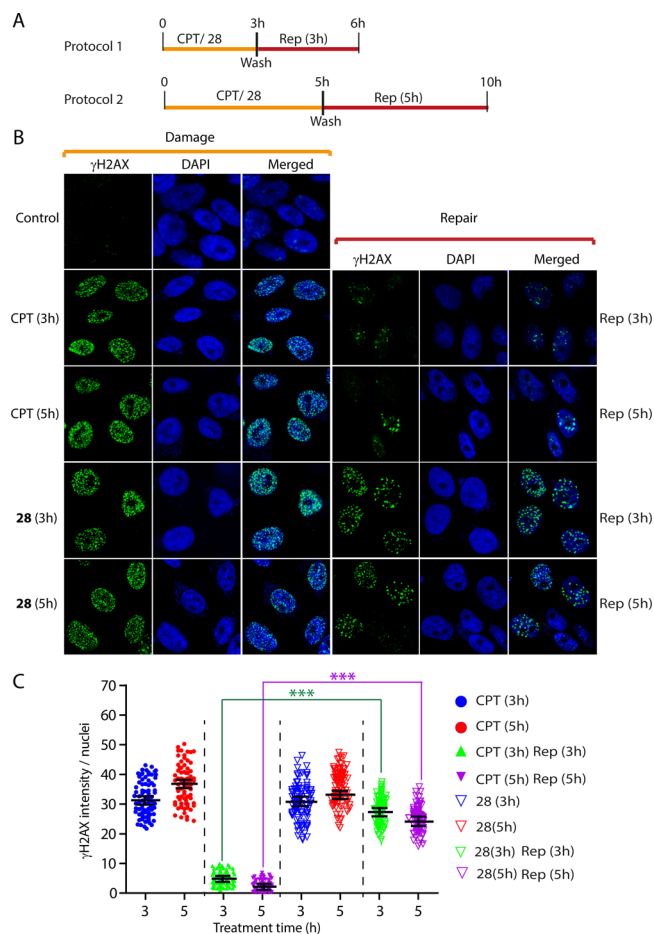 A
0 3h 6h
Protocol 1 CPT/ 28 Rep (3h)
Wash
0 5h 10h
Protocol 2 CPT/ 28 Rep (5h)
Wash
B
Damage
γH2AX DAPI Merged
Control
Repair
γH2AX DAPI Merged
CPT (3h) Rep (3h)
CPT (5h) Rep (5h)
28 (3h) Rep (3h)
28 (5h) Rep (5h)
C
γH2AX intensity / nuclei
70
60
50
40
30
20
10
0
***
***
3 5 3 5 3 5 3 5
Treatment time (h)
CPT (3h)
CPT (5h)
CPT (3h) Rep (3h)
CPT (5h) Rep (5h)
28 (3h)
28(5h)
28(3h) Rep (3h)
28(5h) Rep (5h)